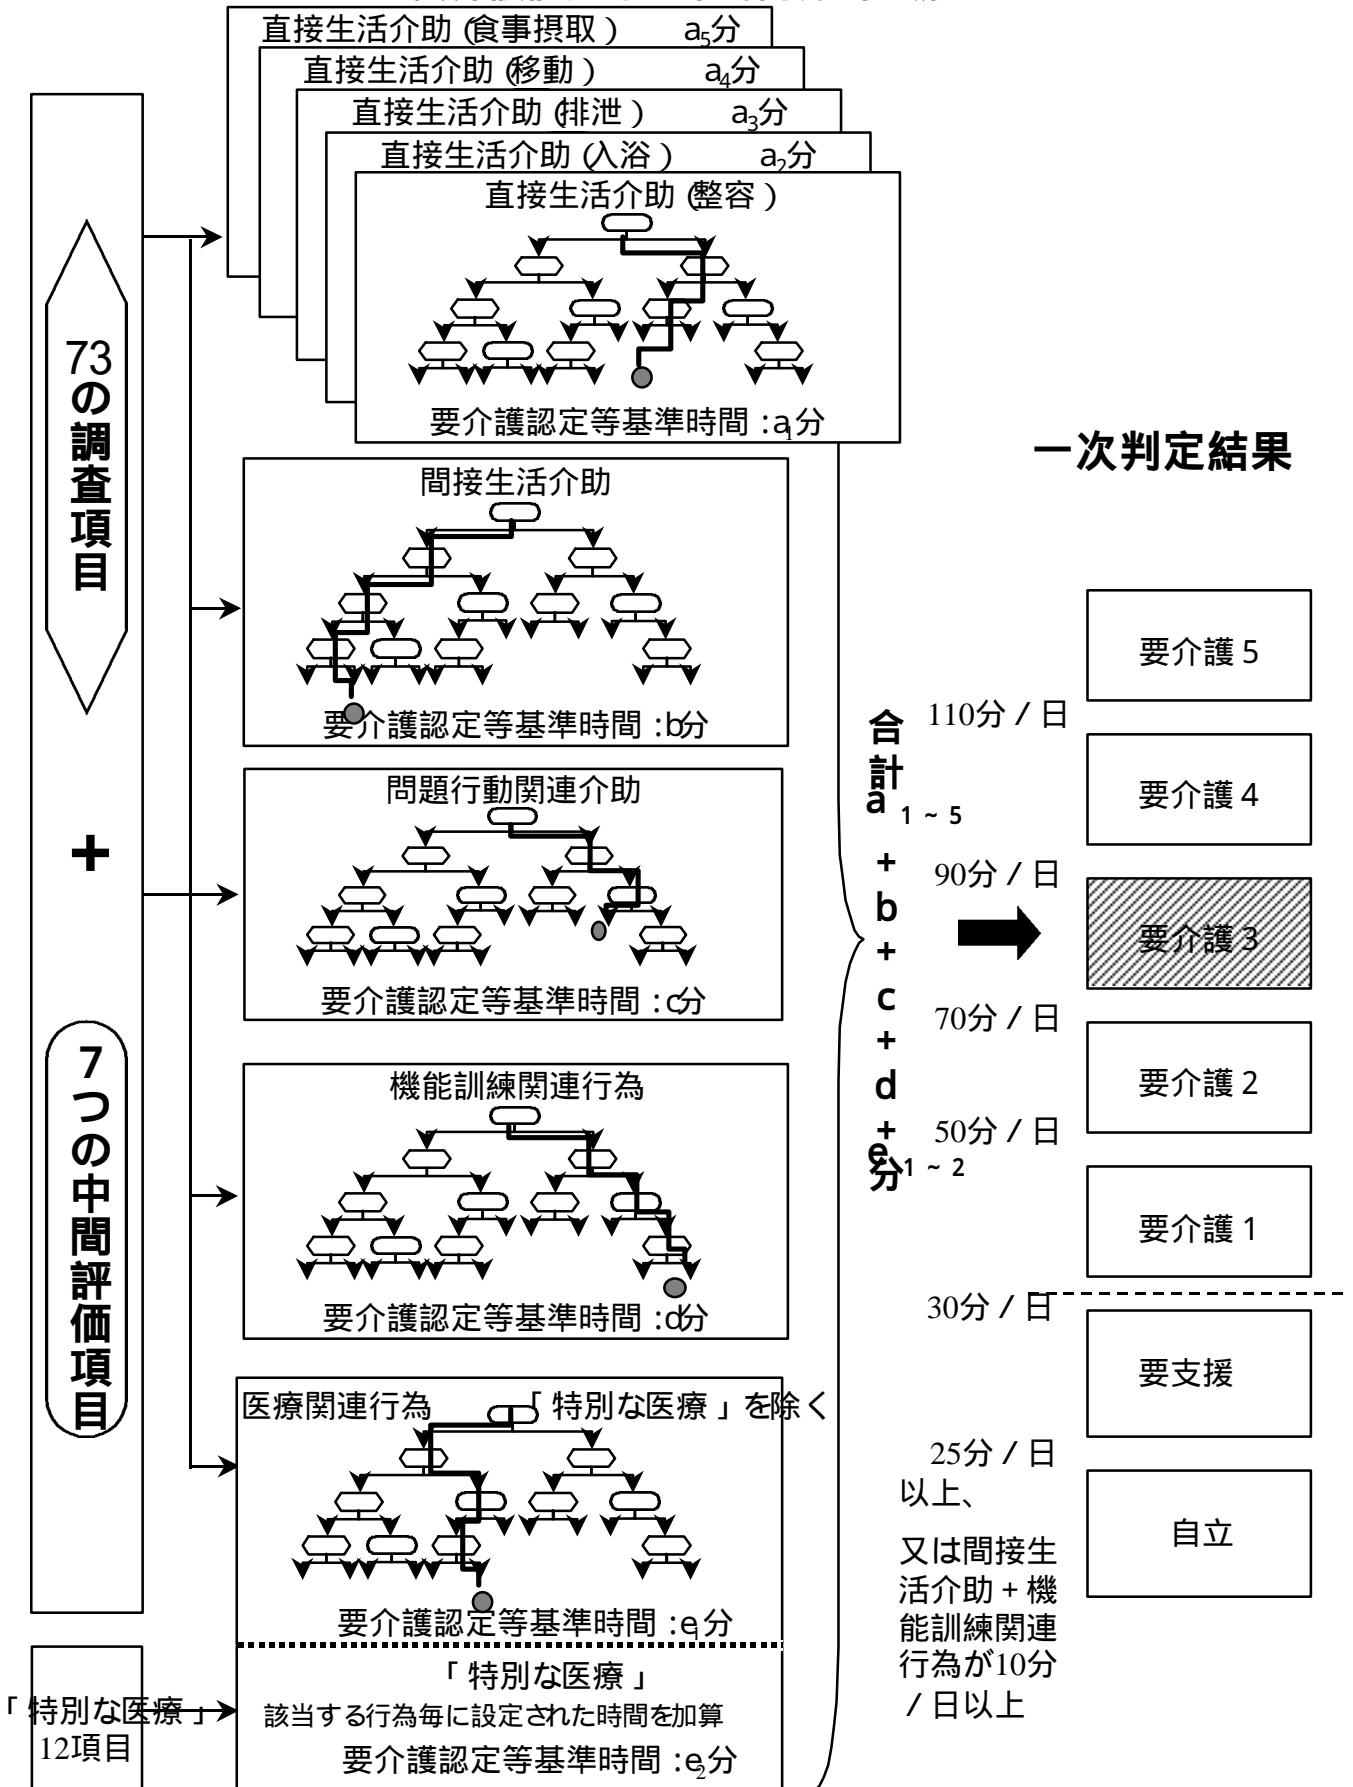 直接生活介助（食事摂取） a5分
直接生活介助（移動） a4分
直接生活介助（排泄） a3分
直接生活介助（入浴） a2分
直接生活介助（整容）
要介護認定等基準時間：a1分
73の調査項目
+
7つの中間評価項目
間接生活介助
要介護認定等基準時間：b分
問題行動関連介助
要介護認定等基準時間：c分
機能訓練関連行為
要介護認定等基準時間：d分
医療関連行為 「特別な医療」を除く
要介護認定等基準時間：e1分
「特別な医療」
12項目
「特別な医療」
該当する行為毎に設定された時間を加算
要介護認定等基準時間：e2分
合計a1~5+b+c+d+e1~2分
一次判定結果
要介護5
110分/日
要介護4
90分/日
要介護3
70分/日
要介護2
50分/日
要介護1
30分/日
要支援
25分/日
以上、
又は間接生
活介助+機
能訓練関連
行為が10分
/日以上
自立